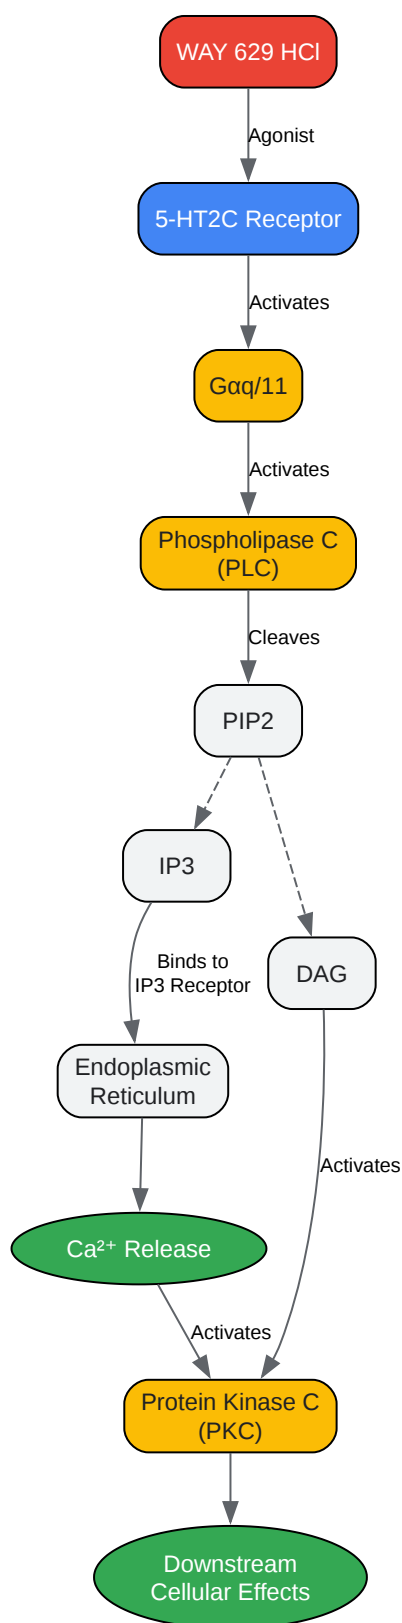 WAY 629 HCl
Agonist
5-HT2C Receptor
Activates
Gαq/11
Activates
Phospholipase C
(PLC)
Cleaves
PIP2
IP3
Binds to
IP3 Receptor
DAG
Endoplasmic
Reticulum
Activates
Ca²⁺ Release
Activates
Protein Kinase C
(PKC)
Downstream
Cellular Effects